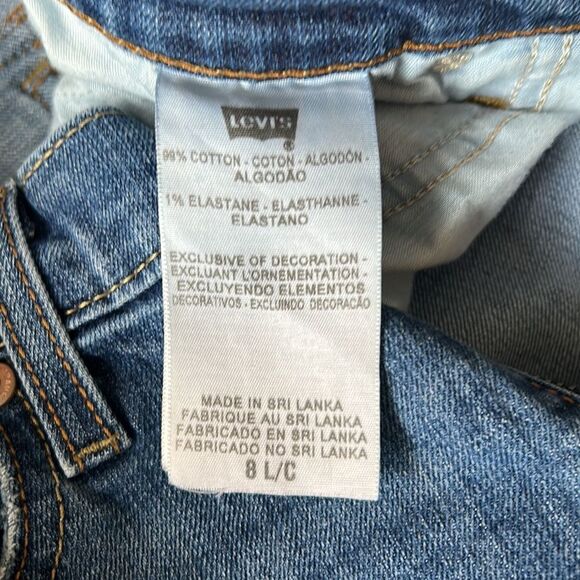 LEVI'S
®
99% COTTON - COTON - ALGODÓN -
ALGODÃO
1% ELASTANE - ELASTHANNE -
ELASTANO
EXCLUSIVE OF DECORATION -
EXCLUANT L'ORNEMENTATION -
EXCLUYENDO ELEMENTOS
DECORATIVOS - EXCLUINDO DECORAÇÃO
MADE IN SRI LANKA
FABRIQUE AU SRI LANKA
FABRICADO EN SRI LANKA
FABRICADO NO SRI LANKA
8 L/C